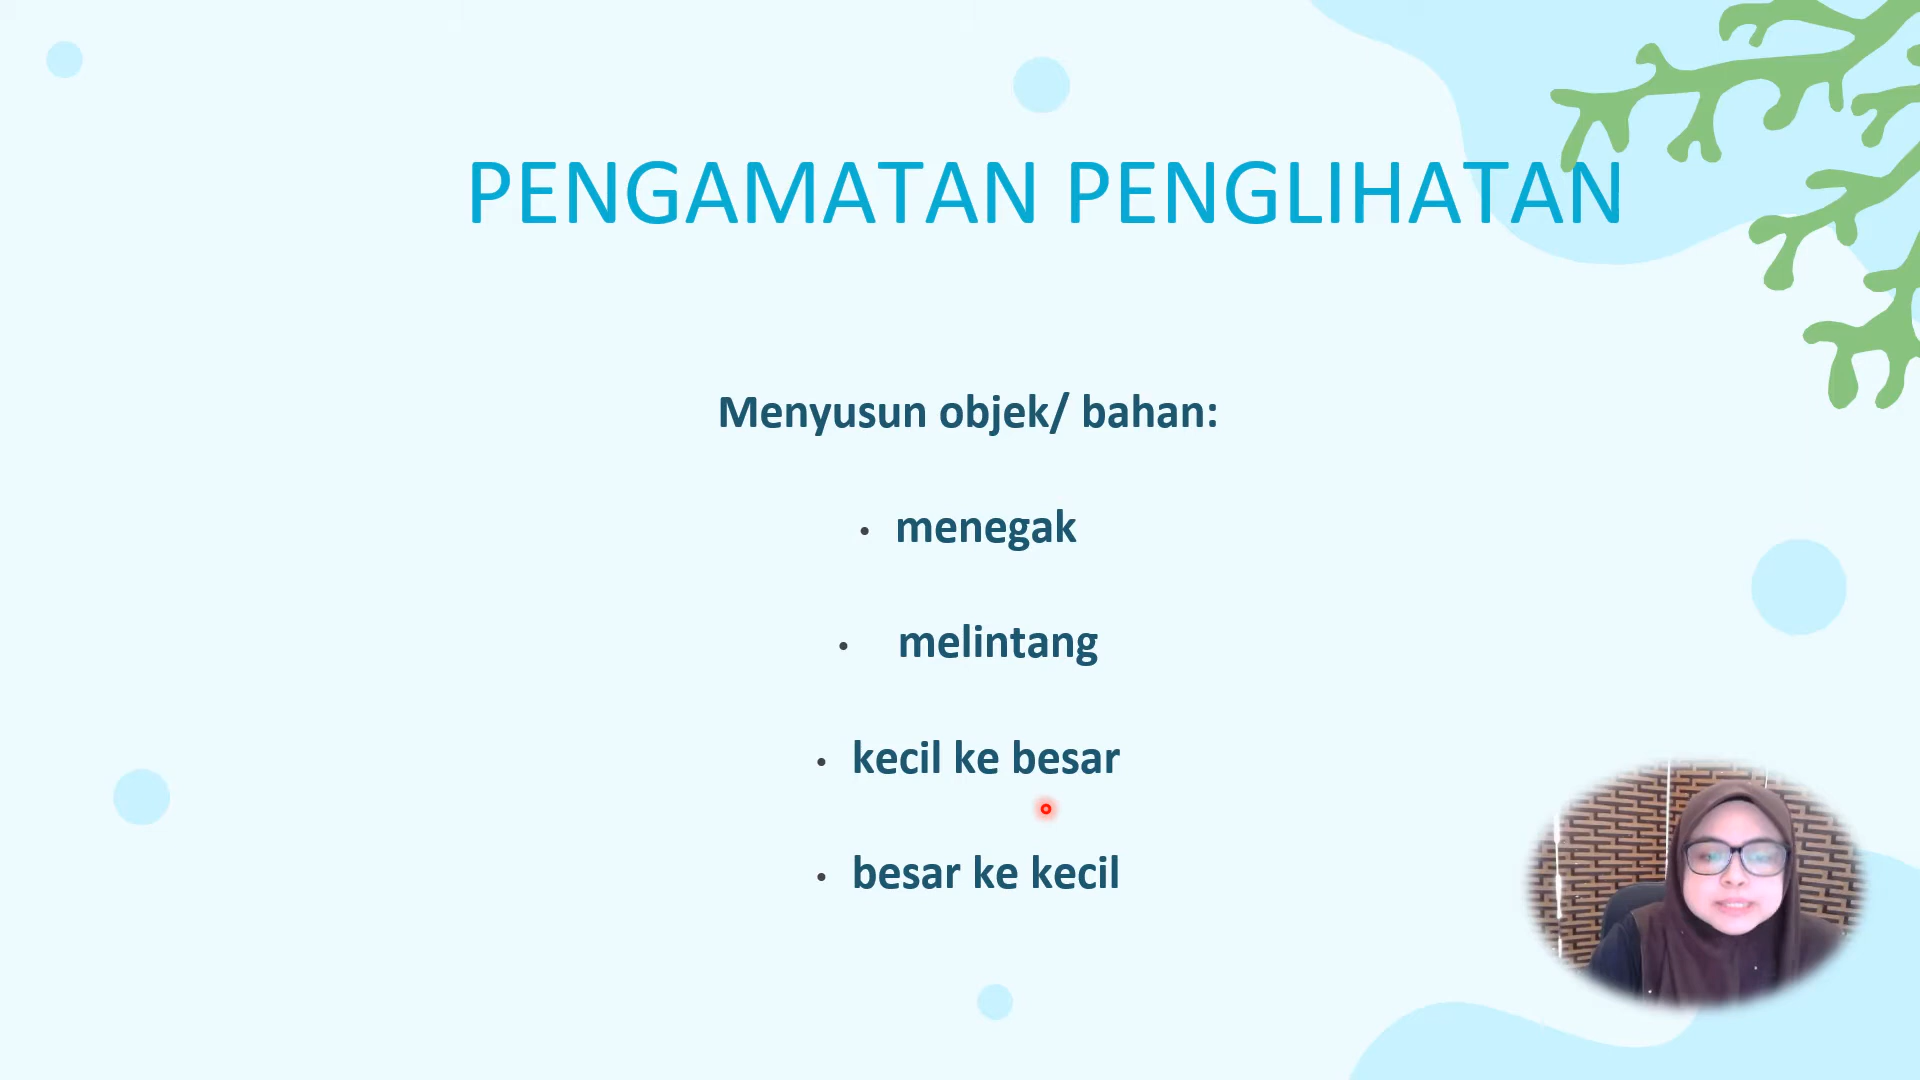 PENGAMATAN PENGLIHATAN
Menyusun objek/ bahan:
• menegak
• melintang
• kecil ke besar
• besar ke kecil